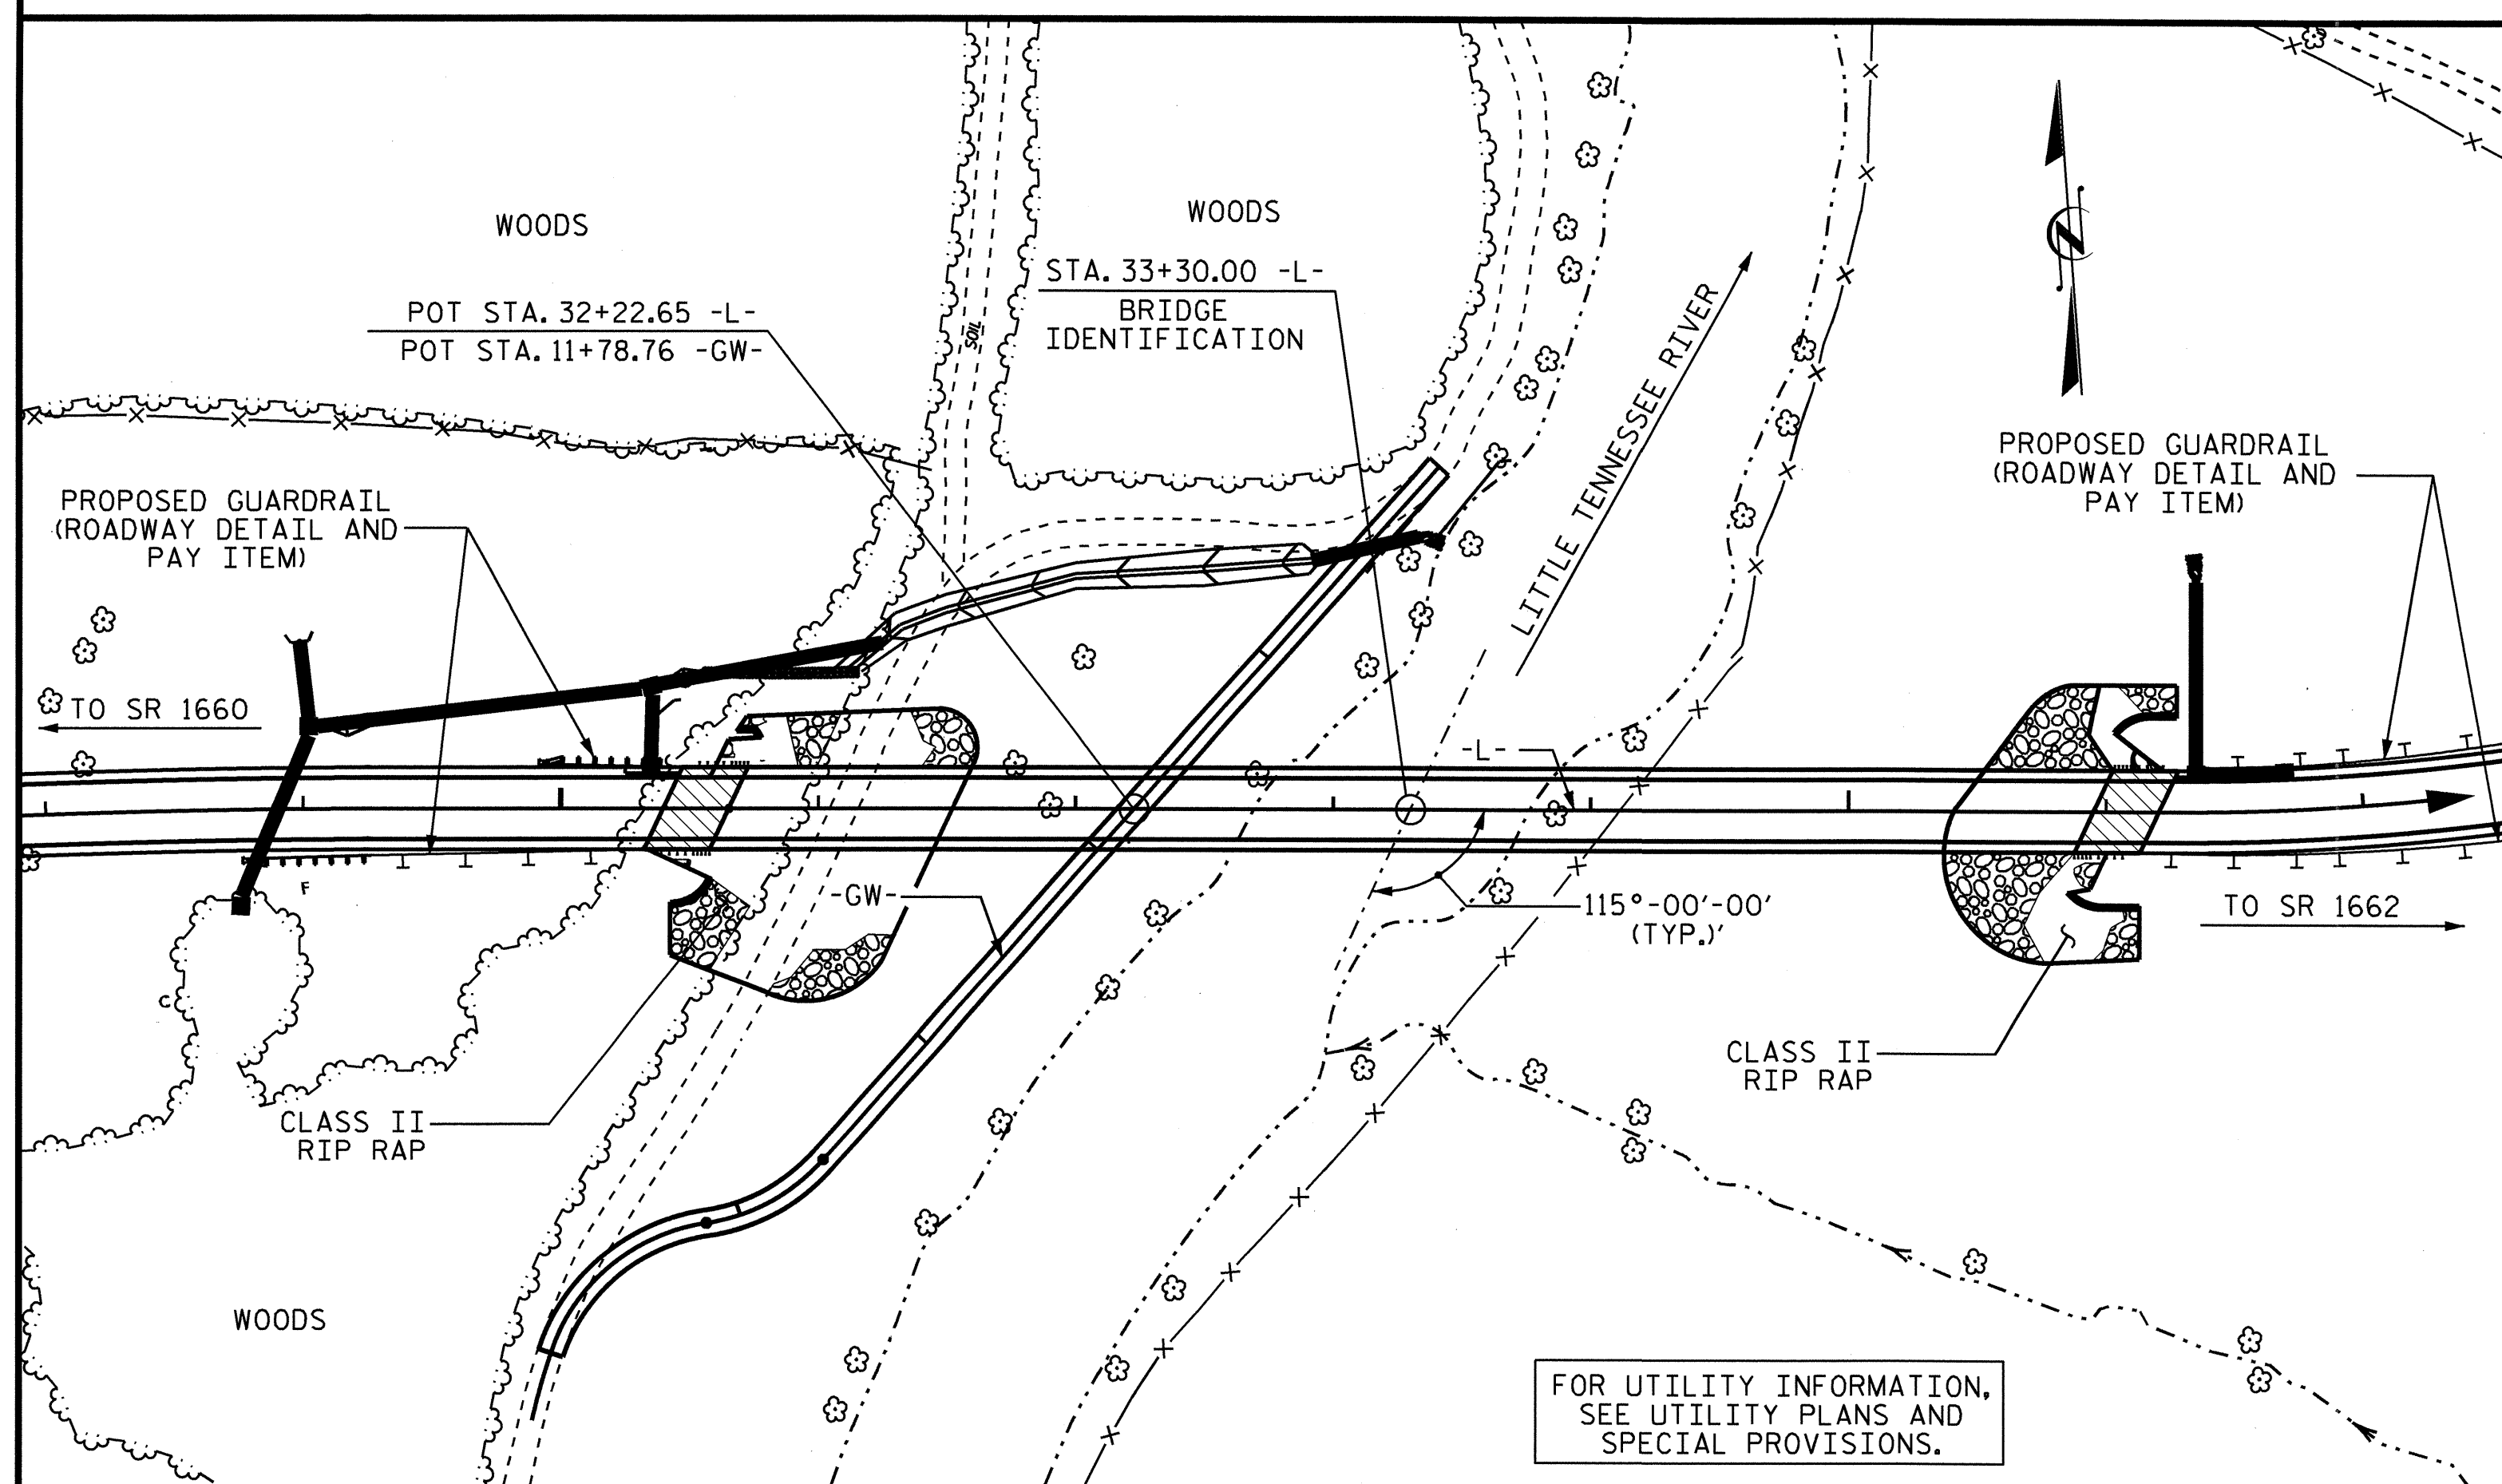 WOODS
WOODS
STA. 33+30.00 -L-
BRIDGE
IDENTIFICATION
POT STA. 32+22.65 -L-
POT STA. 11+78.76 -GW-
SOIL
LITTLE TENNESSEE RIVER
N
PROPOSED GUARDRAIL
(ROADWAY DETAIL AND
PAY ITEM)
PROPOSED GUARDRAIL
(ROADWAY DETAIL AND
PAY ITEM)
TO SR 1660
-L-
F
-GW-
115°-00'-00'
(TYP.)'
TO SR 1662
C
CLASS II
RIP RAP
CLASS II
RIP RAP
WOODS
FOR UTILITY INFORMATION,
SEE UTILITY PLANS AND
SPECIAL PROVISIONS.